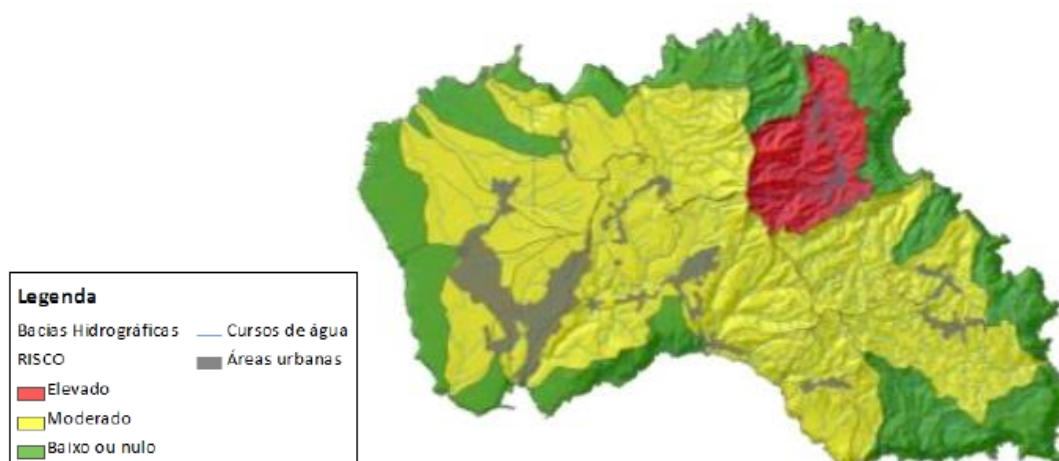 Legenda
Bacias Hidrográficas
Cursos de água
RISCO
Áreas urbanas
Elevado
Moderado
Baixo ou nulo